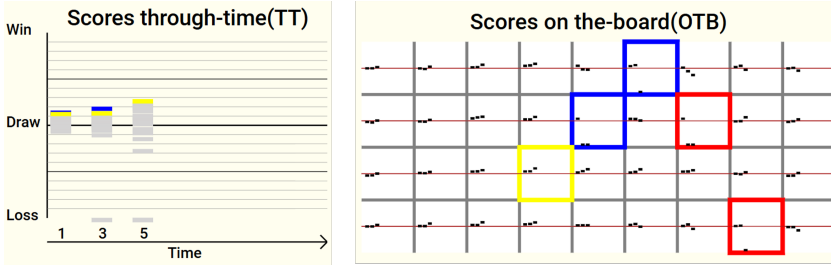 Scores through-time(TT)
Win
Draw
Loss
1 3 5
Time
Scores on the-board(OTB)